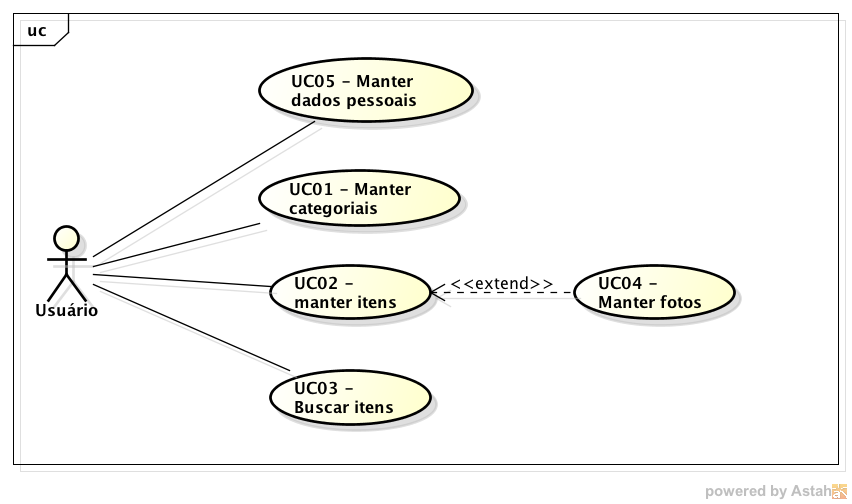 uc
UC05 - Manter
dados pessoais
UC01 - Manter
categoriais
UC02 -
manter itens
<<extend>>
UC04 -
Manter fotos
Usuário
UC03 -
Buscar itens
powered by Astah